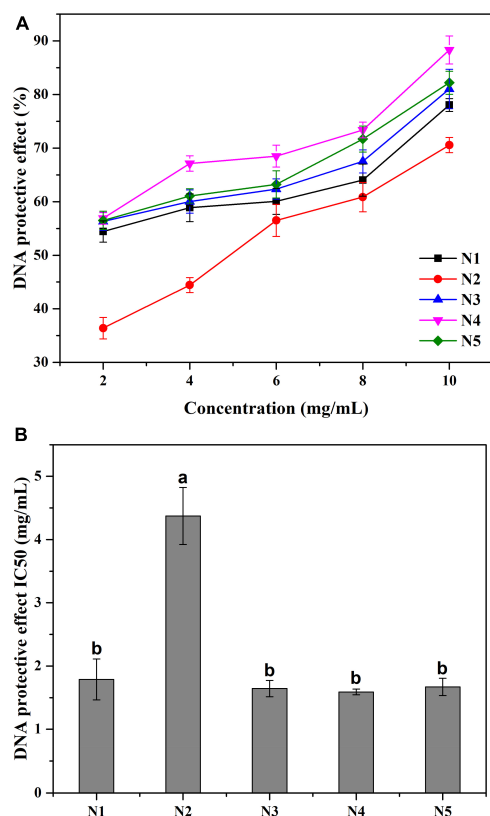 A
DNA protective effect (%)
90
80
70
60
50
40
30
N1
N2
N3
N4
N5
2 4 6 8 10
Concentration (mg/mL)
B
DNA protective effect IC50 (mg/mL)
5
4
3
2
1
0
b a b b b
N1 N2 N3 N4 N5